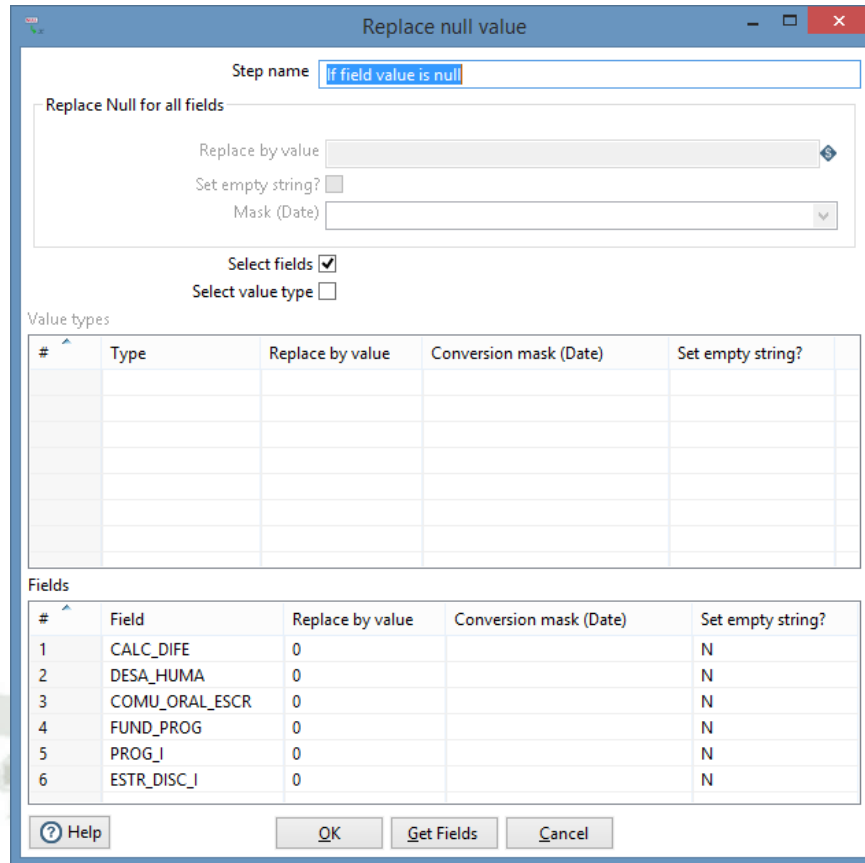 Replace null value
Step name If field value is null
Replace Null for all fields
Replace by value
Set empty string?
Mask (Date)
Select fields
Select value type
Value types
# Type Replace by value Conversion mask (Date) Set empty string?
Fields
# Field Replace by value Conversion mask (Date) Set empty string?
1 CALC_DIFE 0 N
2 DESA_HUMA 0 N
3 COMU_ORAL_ESCR 0 N
4 FUND_PROG 0 N
5 PROG_I 0 N
6 ESTR_DISC_I 0 N
Help OK Get Fields Cancel